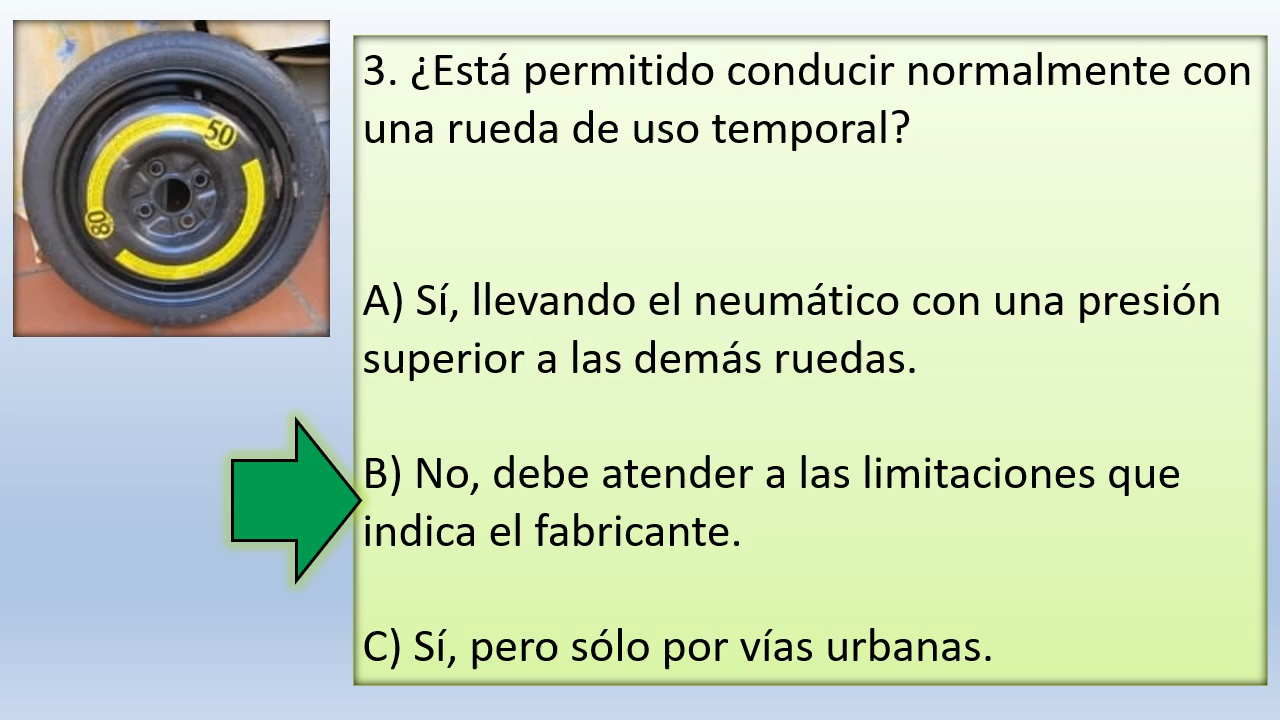 50
80
3. ¿Está permitido conducir normalmente con
una rueda de uso temporal?
A) Sí, llevando el neumático con una presión
superior a las demás ruedas.
B) No, debe atender a las limitaciones que
indica el fabricante.
C) Sí, pero sólo por vías urbanas.